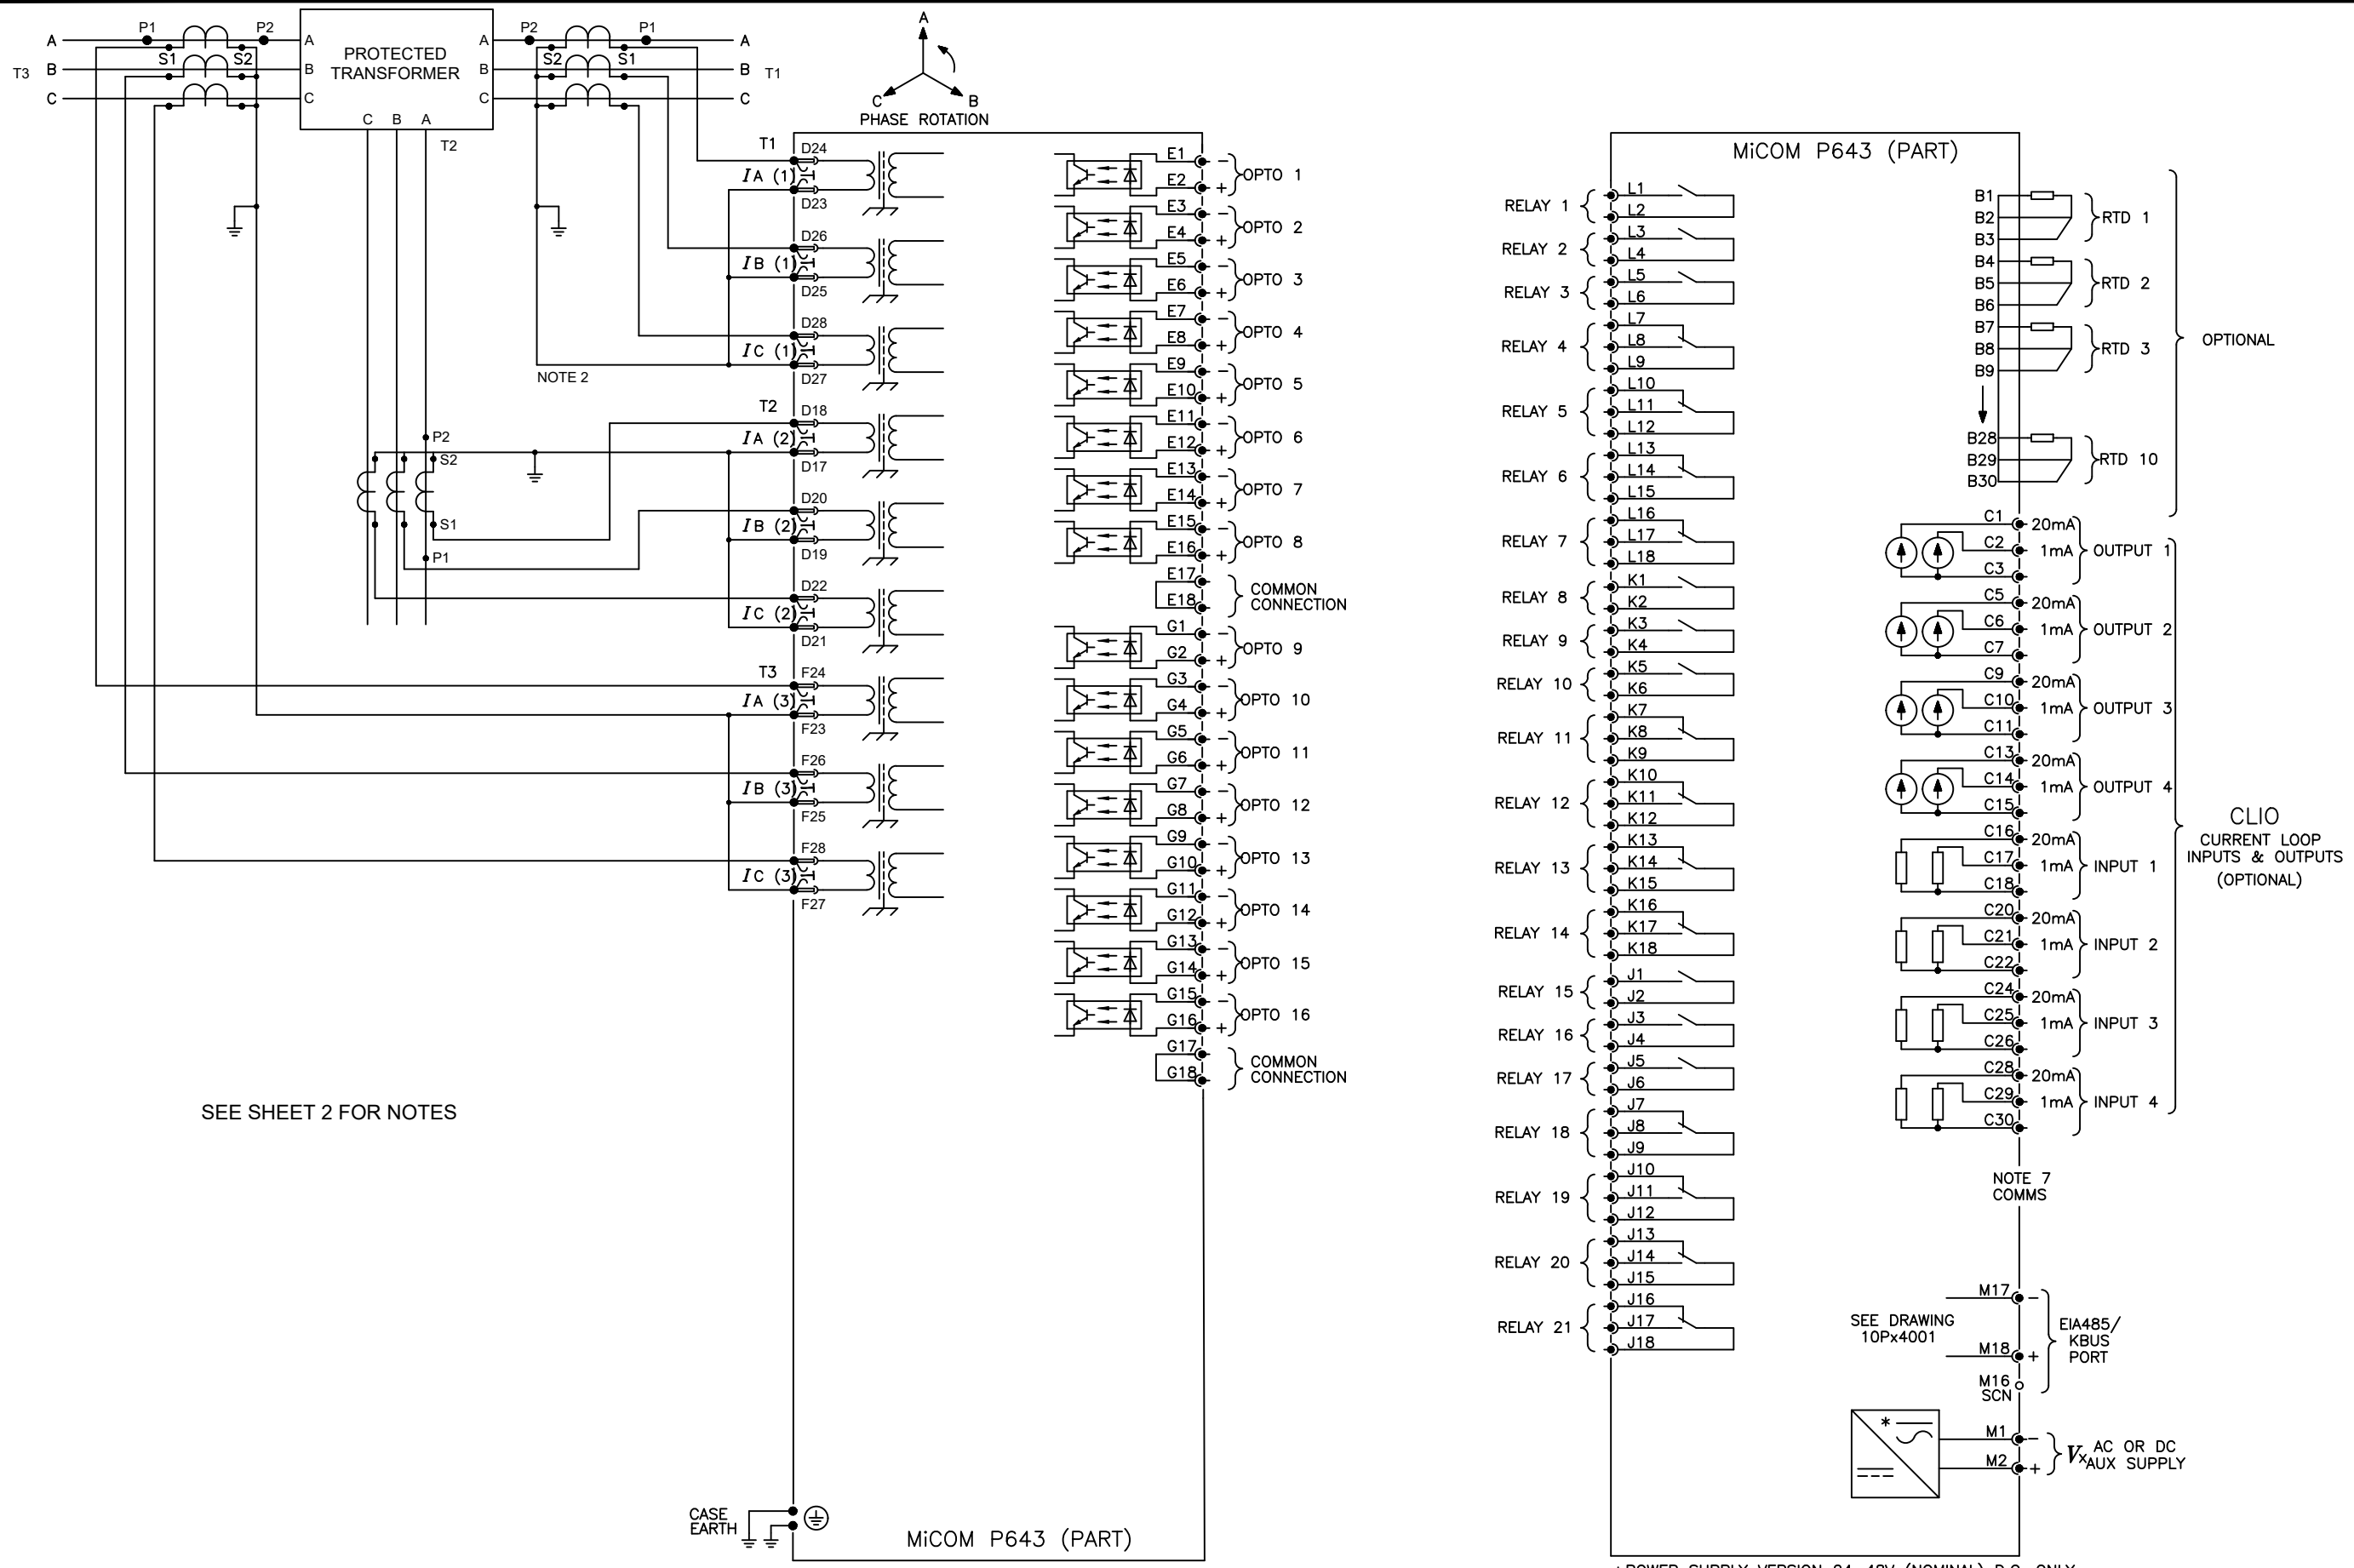 P1 P2 P2 P1
A A A A
S1 S2 S2 S1
PROTECTED
TRANSFORMER
T3 B B B B T1
C C C C
C B A
T2
A
C B
PHASE ROTATION
T1
D24
IA (1)
D23
D26
IB (1)
D25
D28
IC (1)
D27
NOTE 2
T2
D18
IA (2)
D17
D20
IB (2)
D19
D22
IC (2)
D21
P2
S2
S1
P1
T3
F24
IA (3)
F23
F26
IB (3)
F25
F28
IC (3)
F27
E1 −
E2 +
OPTO 1
E3 −
E4 +
OPTO 2
E5 −
E6 +
OPTO 3
E7 −
E8 +
OPTO 4
E9 −
E10 +
OPTO 5
E11 −
E12 +
OPTO 6
E13 −
E14 +
OPTO 7
E15 −
E16 +
OPTO 8
E17
E18
COMMON
CONNECTION
G1 −
G2 +
OPTO 9
G3 −
G4 +
OPTO 10
G5 −
G6 +
OPTO 11
G7 −
G8 +
OPTO 12
G9 −
G10 +
OPTO 13
G11 −
G12 +
OPTO 14
G13 −
G14 +
OPTO 15
G15 −
G16 +
OPTO 16
G17
G18
COMMON
CONNECTION
SEE SHEET 2 FOR NOTES
CASE
EARTH
MiCOM P643 (PART)
MiCOM P643 (PART)
RELAY 1
L1
L2
RELAY 2
L3
L4
RELAY 3
L5
L6
RELAY 4
L7
L8
L9
RELAY 5
L10
L11
L12
RELAY 6
L13
L14
L15
RELAY 7
L16
L17
L18
RELAY 8
K1
K2
RELAY 9
K3
K4
RELAY 10
K5
K6
RELAY 11
K7
K8
K9
RELAY 12
K10
K11
K12
RELAY 13
K13
K14
K15
RELAY 14
K16
K17
K18
RELAY 15
J1
J2
RELAY 16
J3
J4
RELAY 17
J5
J6
RELAY 18
J7
J8
J9
RELAY 19
J10
J11
J12
RELAY 20
J13
J14
J15
RELAY 21
J16
J17
J18
B1
B2
B3
RTD 1
B4
B5
B6
RTD 2
B7
B8
B9
RTD 3
B28
B29
B30
RTD 10
OPTIONAL
C1 20mA
C2 1mA OUTPUT 1
C3
C5 20mA
C6 1mA OUTPUT 2
C7
C9 20mA
C10 1mA OUTPUT 3
C11
C13 20mA
C14 1mA OUTPUT 4
C15
C16 20mA
C17 1mA INPUT 1
C18
C20 20mA
C21 1mA INPUT 2
C22
C24 20mA
C25 1mA INPUT 3
C26
C28 20mA
C29 1mA INPUT 4
C30
CLIO
CURRENT LOOP
INPUTS & OUTPUTS
(OPTIONAL)
NOTE 7
COMMS
SEE DRAWING
10Px4001
M17 −
M18 +
M16
SCN
EIA485/
KBUS
PORT
*
M1 −
M2 +
Vx AC OR DC
AUX SUPPLY